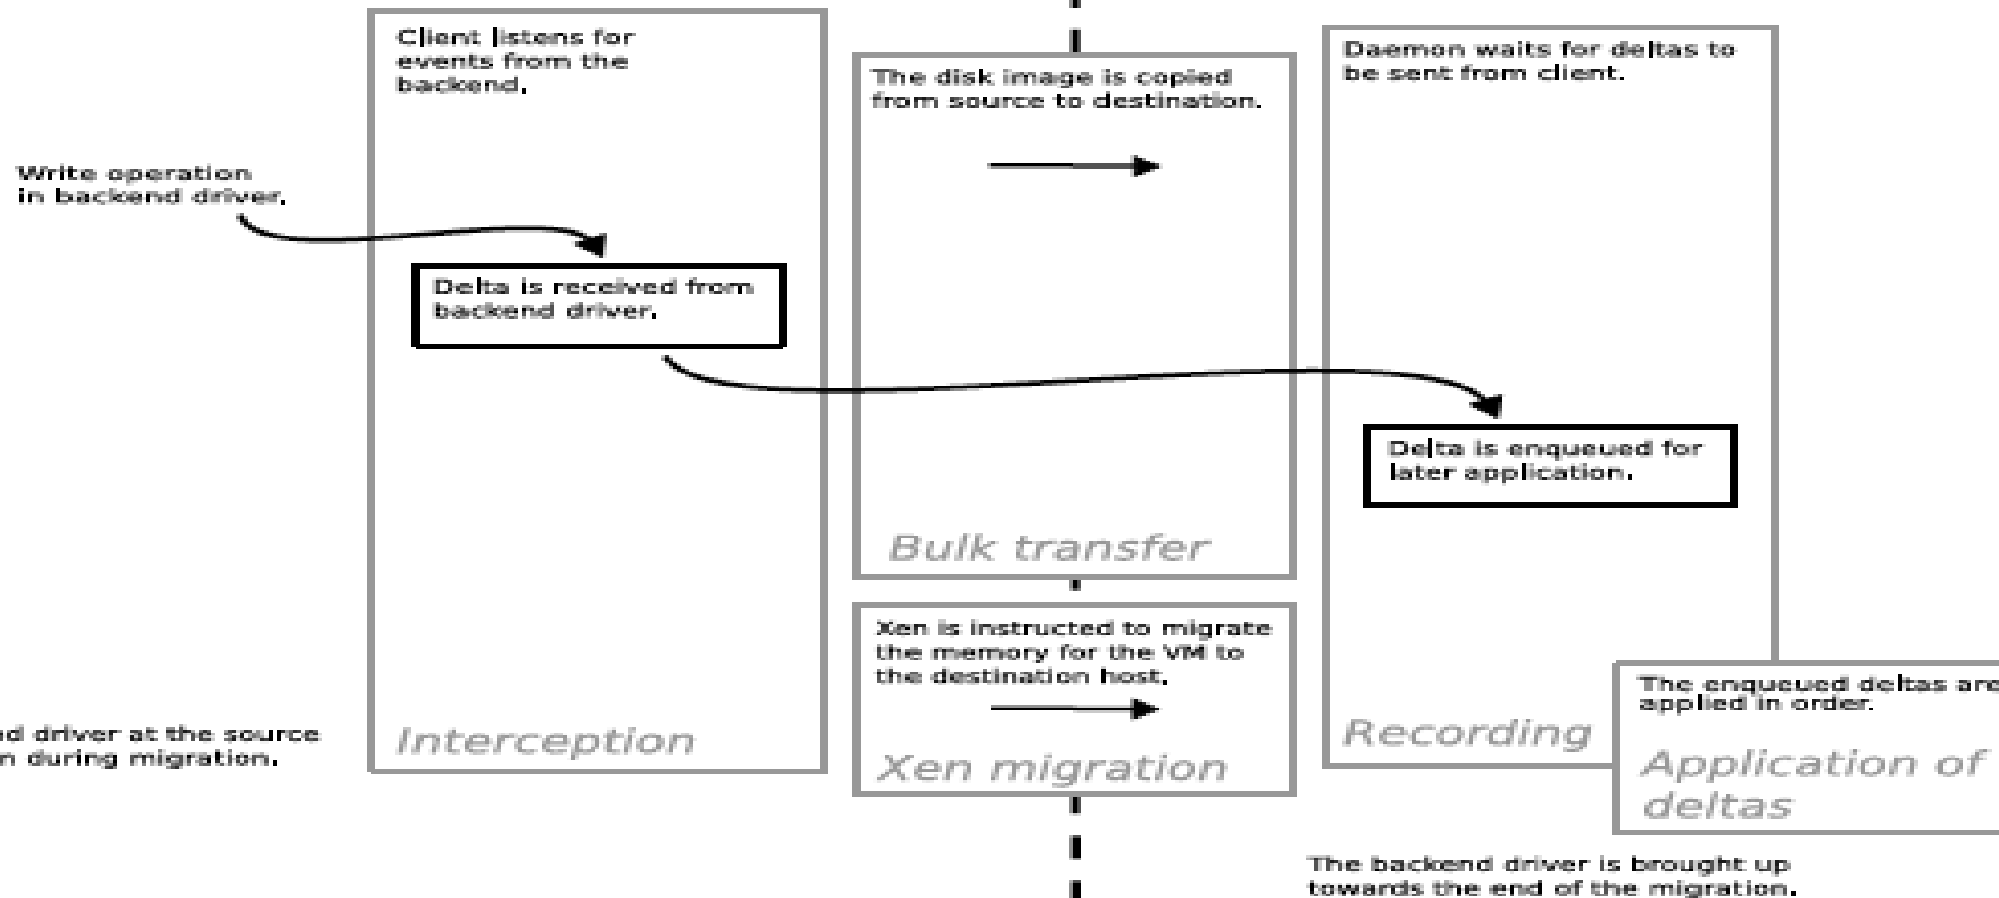 Client listens for
events from the
backend.
Write operation
in backend driver.
Delta is received from
backend driver.
Interception
driver at the source
during migration.
The disk image is copied
from source to destination.
Bulk transfer
Xen is instructed to migrate
the memory for the VM to
the destination host.
Xen migration
Daemon waits for deltas to
be sent from client.
Delta is enqueued for
later application.
Recording
The enqueued deltas are
applied in order.
Application of
deltas
The backend driver is brought up
towards the end of the migration.